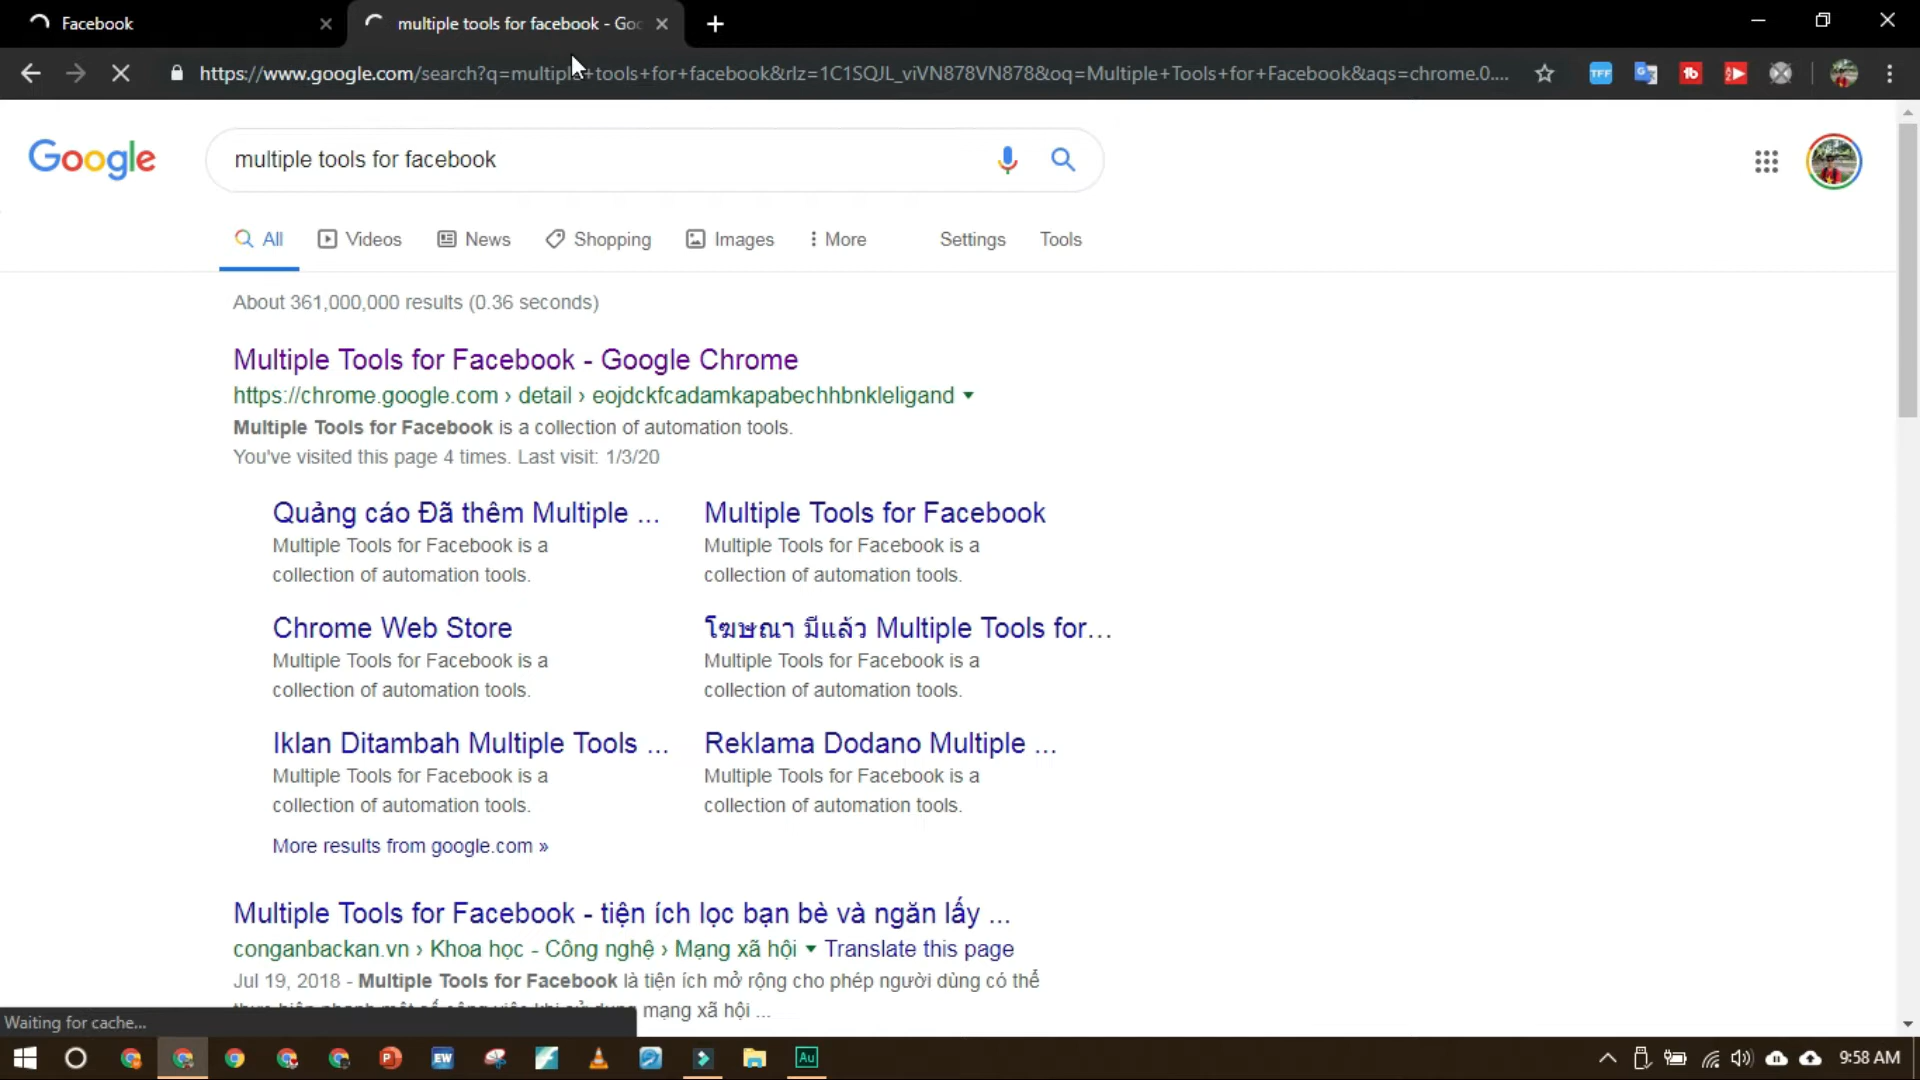 Facebook
multiple tools for facebook - Goo
https://www.google.com/search?q=multiple+tools+for+facebook&rlz=1C1SQJL_viVN878VN878&oq=Multiple+Tools+for+Facebook&aqs=chrome.0....
TFF
Google
multiple tools for facebook
All
Videos
News
Shopping
Images
More
Settings
Tools
About 361,000,000 results (0.36 seconds)
Multiple Tools for Facebook - Google Chrome
https://chrome.google.com › detail › eojdckfcadamkapabechhbnkleligand
Multiple Tools for Facebook is a collection of automation tools.
You've visited this page 4 times. Last visit: 1/3/20
Quảng cáo Đã thêm Multiple ...
Multiple Tools for Facebook is a
collection of automation tools.
Multiple Tools for Facebook
Multiple Tools for Facebook is a
collection of automation tools.
Chrome Web Store
Multiple Tools for Facebook is a
collection of automation tools.
โฆษณา มีแล้ว Multiple Tools for...
Multiple Tools for Facebook is a
collection of automation tools.
Iklan Ditambah Multiple Tools ...
Multiple Tools for Facebook is a
collection of automation tools.
Reklama Dodano Multiple ...
Multiple Tools for Facebook is a
collection of automation tools.
More results from google.com »
Multiple Tools for Facebook - tiện ích lọc bạn bè và ngăn lấy ...
conganbackan.vn › Khoa học - Công nghệ › Mạng xã hội Translate this page
Jul 19, 2018 - Multiple Tools for Facebook là tiện ích mở rộng cho phép người dùng có thể
mạng xã hội ...
Waiting for cache...
EW
Au
9:58 AM